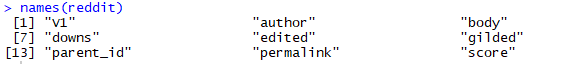 > names(reddit)
[1] "v1" "author" "body"
[7] "downs" "edited" "gilded"
[13] "parent_id" "permalink" "score"